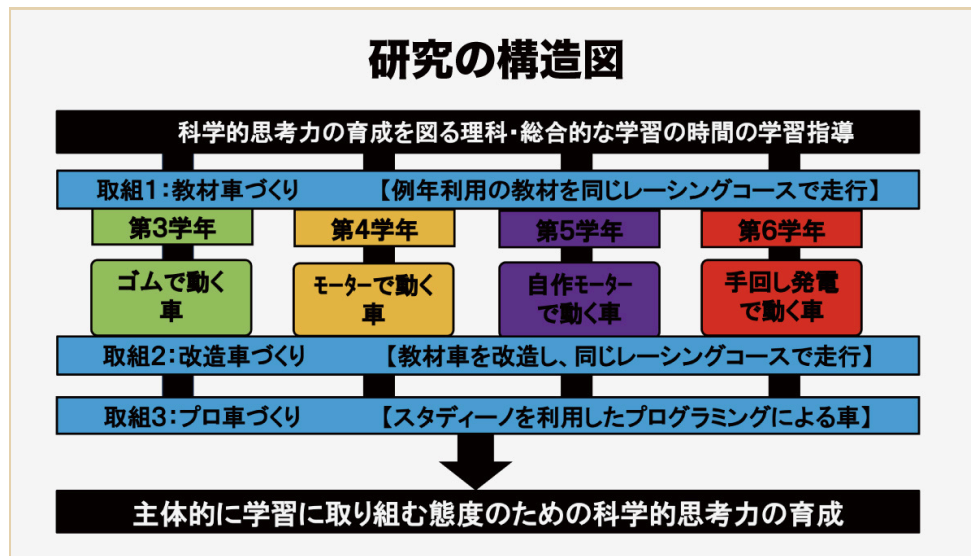 研究の構造図
科学的思考力の育成を図る理科・総合的な学習の時間の学習指導
取組1:教材車づくり 【例年利用の教材を同じレーシングコースで走行】
第3学年 第4学年 第5学年 第6学年
ゴムで動く
車
モーターで動く
車
自作モーター
で動く車
手回し発電
で動く車
取組2:改造車づくり 【教材車を改造し、同じレーシングコースで走行】
取組3:プロ車づくり 【スタディーノを利用したプログラミングによる車】
主体的に学習に取り組む態度のための科学的思考力の育成